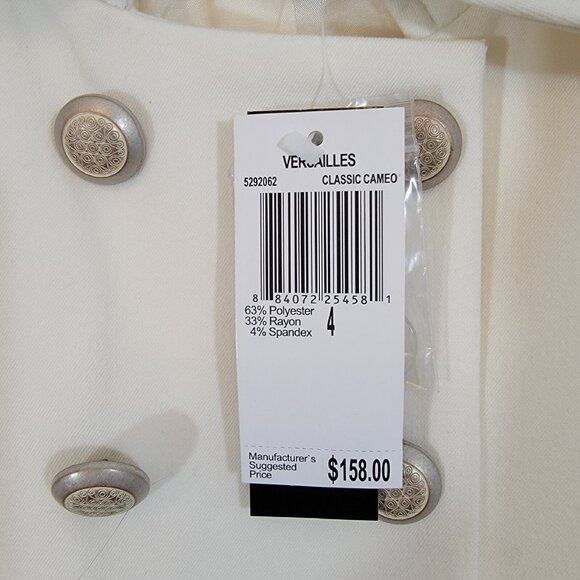 VERSAILLES
5292062 CLASSIC CAMEO
8 84072 25458 1
63% Polyester
33% Rayon
4% Spandex
4
Manufacturer`s
Suggested
Price
$158.00